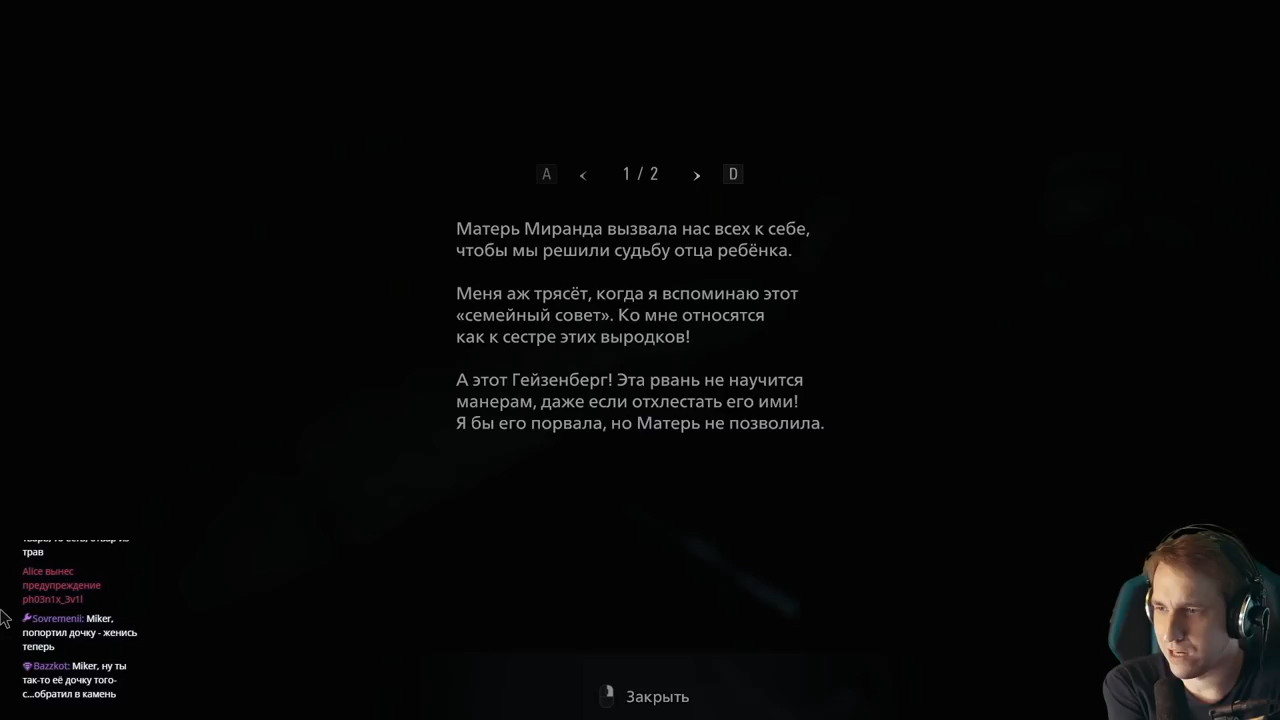 A < 1 / 2 > D
Матерь Миранда вызвала нас всех к себе,
чтобы мы решили судьбу отца ребёнка.
Меня аж трясёт, когда я вспоминаю этот
«семейный совет». Ко мне относятся
как к сестре этих выродков!
А этот Гейзенберг! Эта рвань не научится
манерам, даже если отхлестать его ими!
Я бы его порвала, но Матерь не позволила.
трав
Alice вынес
предупреждение
ph03n1x_3v1l
Sovremenii: Miker,
попортил дочку - женись
теперь
Bazzkot: Miker, ну ты
так-то её дочку того-
с...обратил в камень
Закрыть